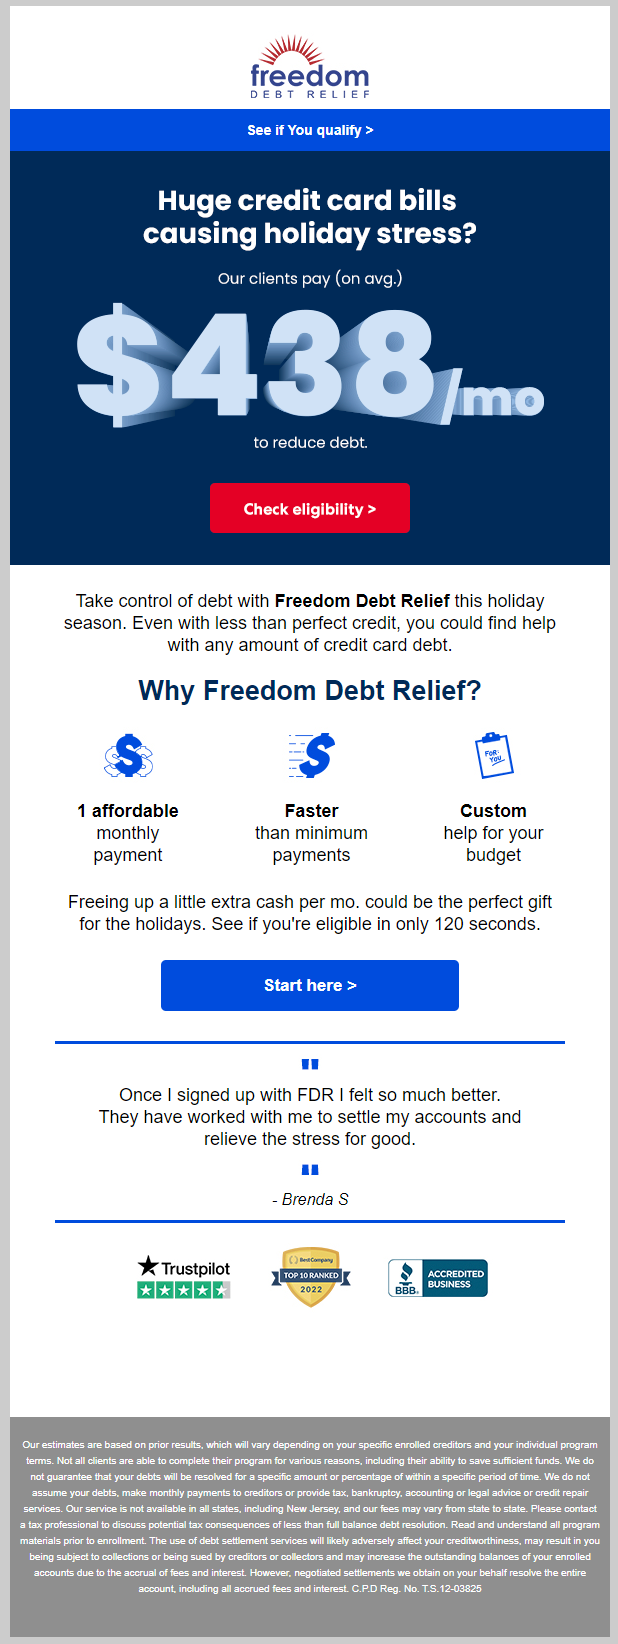 freedom
DEBT RELIEF
See if You qualify >
Huge credit card bills
causing holiday stress?
Our clients pay (on avg.)
$438/mo
to reduce debt.
Check eligibility >
Take control of debt with Freedom Debt Relief this holiday
season. Even with less than perfect credit, you could find help
with any amount of credit card debt.
Why Freedom Debt Relief?
FOR:
YOU
1 affordable
monthly
payment
Faster
than minimum
payments
Custom
help for your
budget
Freeing up a little extra cash per mo. could be the perfect gift
for the holidays. See if you're eligible in only 120 seconds.
Start here >
"
Once I signed up with FDR I felt so much better.
They have worked with me to settle my accounts and
relieve the stress for good.
"
- Brenda S
Trustpilot
BestCompany
TOP 10 RANKED
2022
BBB.
ACCREDITED
BUSINESS
Our estimates are based on prior results, which will vary depending on your specific enrolled creditors and your individual program
terms. Not all clients are able to complete their program for various reasons, including their ability to save sufficient funds. We do
not guarantee that your debts will be resolved for a specific amount or percentage of within a specific period of time. We do not
assume your debts, make monthly payments to creditors or provide tax, bankruptcy, accounting or legal advice or credit repair
services. Our service is not available in all states, including New Jersey, and our fees may vary from state to state. Please contact
a tax professional to discuss potential tax consequences of less than full balance debt resolution. Read and understand all program
materials prior to enrollment. The use of debt settlement services will likely adversely affect your creditworthiness, may result in you
being subject to collections or being sued by creditors or collectors and may increase the outstanding balances of your enrolled
accounts due to the accrual of fees and interest. However, negotiated settlements we obtain on your behalf resolve the entire
account, including all accrued fees and interest. C.P.D Reg. No. T.S.12-03825